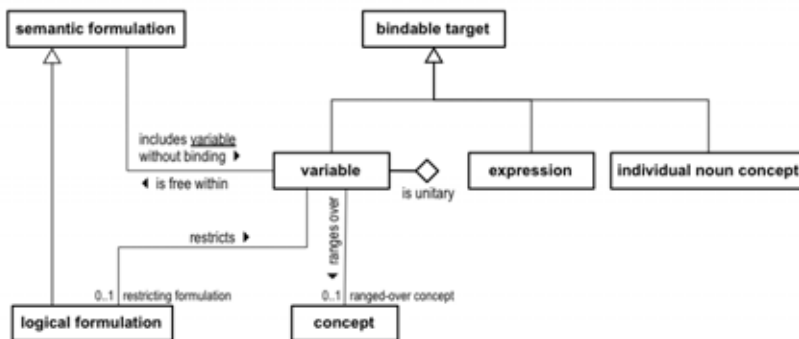 semantic formulation
bindable target
includes variable
without binding ▶
◀ is free within
variable
expression
individual noun concept
is unitary
ranges over ▶
restricts ▶
0..1 restricting formulation
0..1 ranged-over concept
logical formulation
concept